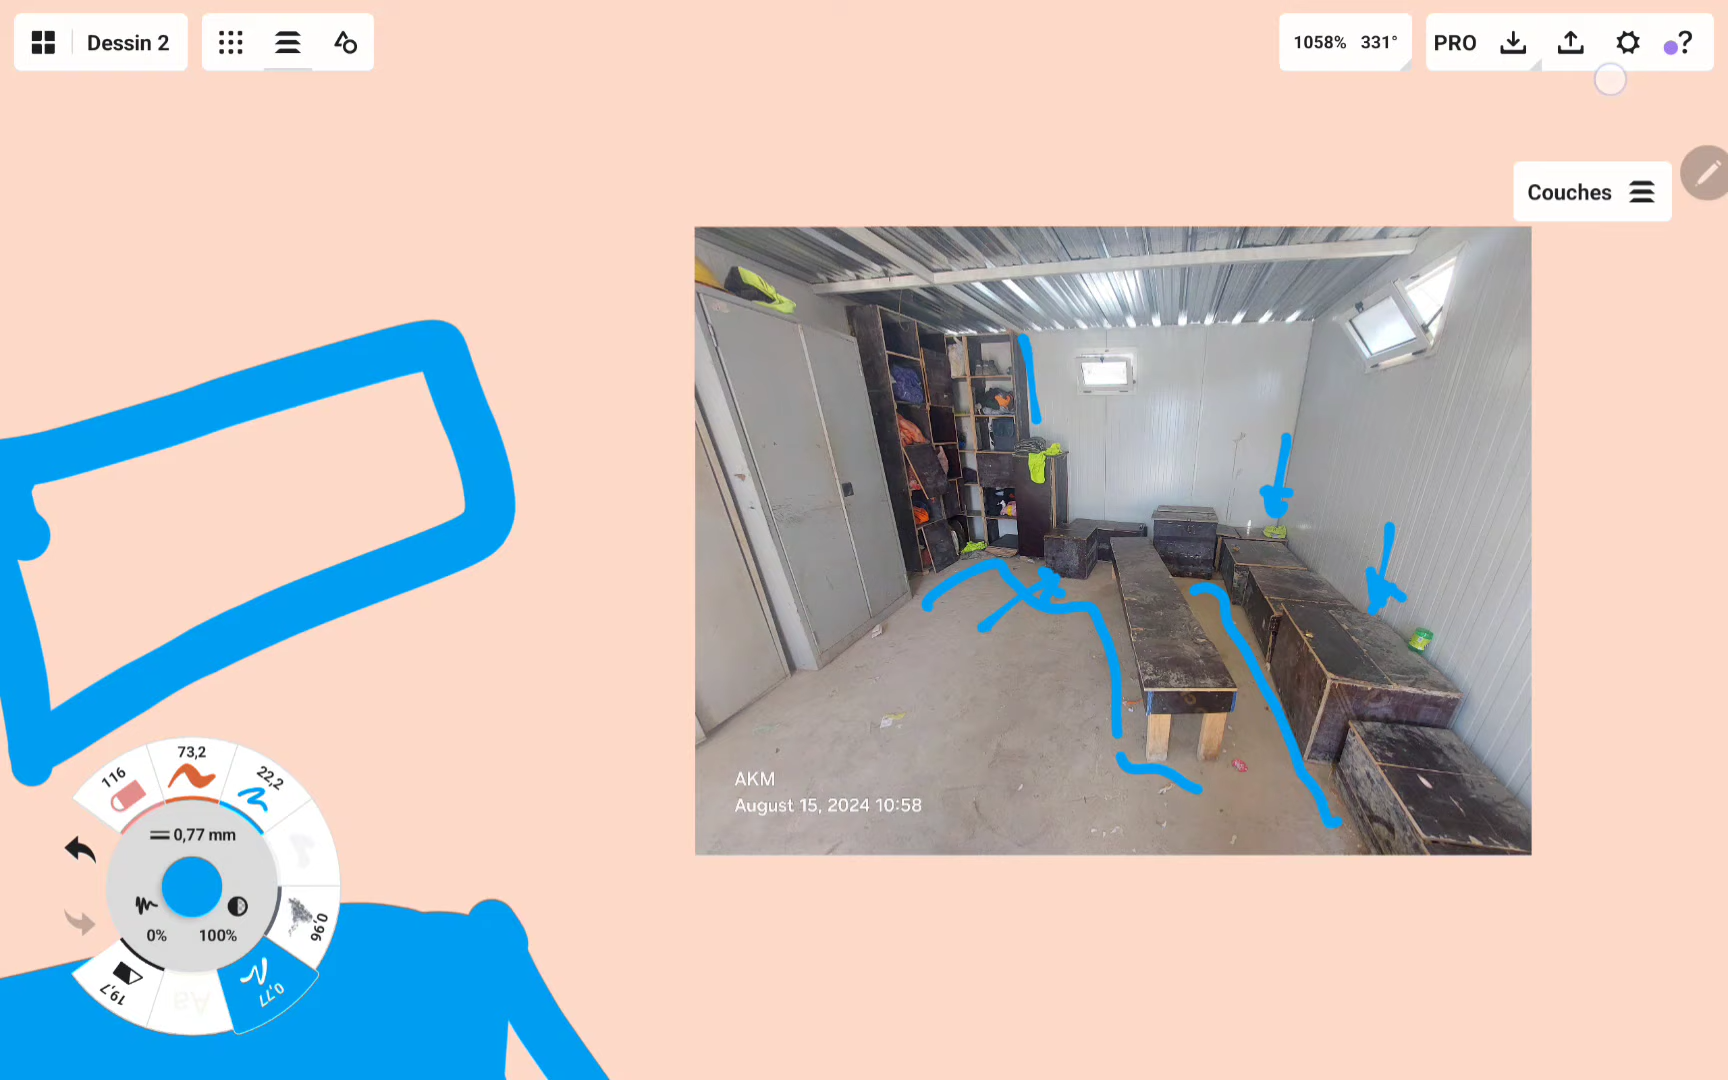 Dessin 2
1058% 331°
PRO
?
Couches
AKM
August 15, 2024 10:58
116
73,2
22,2
0,77 mm
0%
100%
0,96
19,7
Aa
0,77